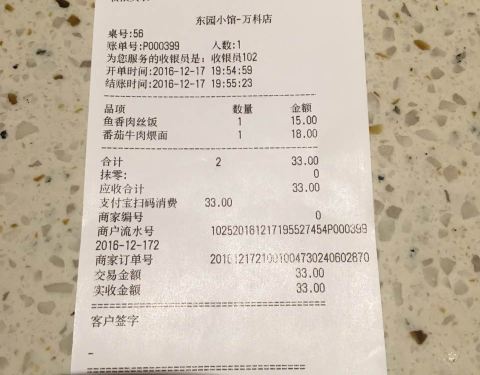 东园小馆-万科店
桌号:56
账单号:P000399 人数:1
为您服务的收银员是: 收银员102
开单时间:2016-12-17 19:54:59
结账时间:2016-12-17 19:55:23
品项 数量 金额
鱼香肉丝饭 1 15.00
番茄牛肉煨面 1 18.00
合计 2 33.00
抹零: 0
应收合计 33.00
支付宝扫码消费 33.00
商家编号 0
商户流水号 102520161217195527454P000399
2016-12-172
商家订单号 2016121721001004730240602870
交易金额 33.00
实收金额 33.00
客户签字